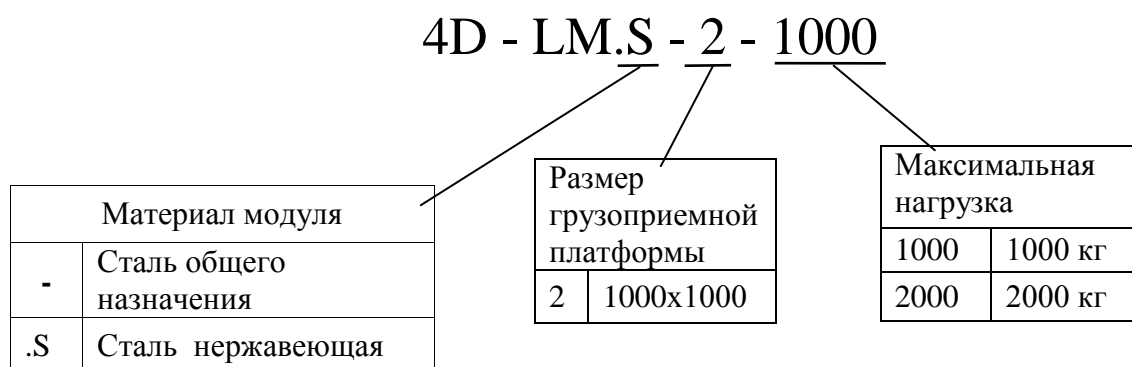 4D - LM.S - 2 - 1000
Материал модуля
-
Сталь общего
назначения
.S
Сталь нержавеющая
Размер
грузоприемной
платформы
2
1000х1000
Максимальная
нагрузка
1000
1000 кг
2000
2000 кг